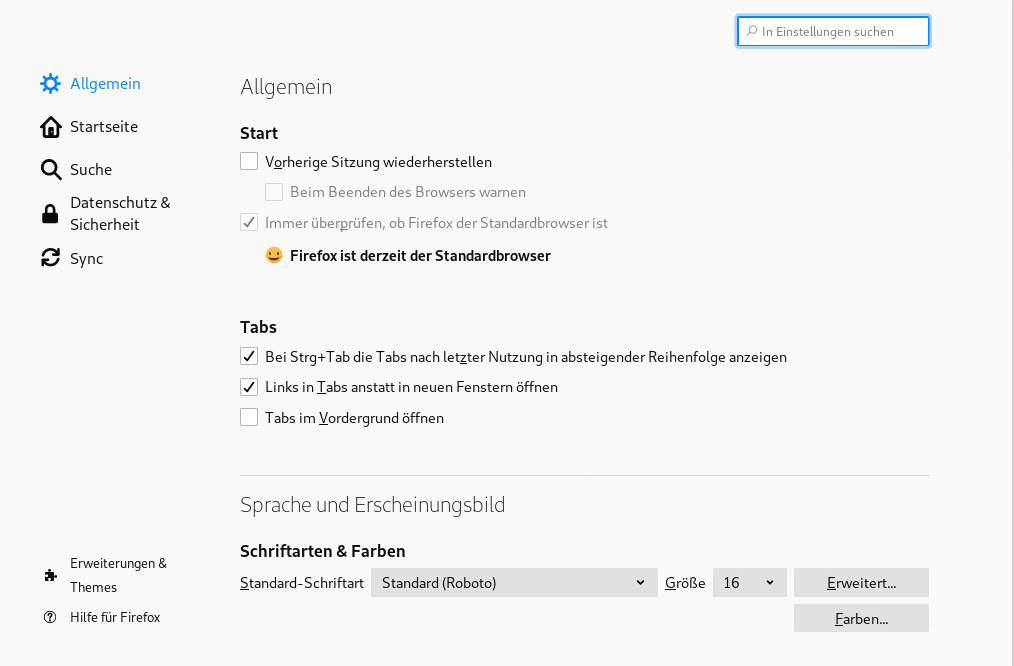 In Einstellungen suchen
Allgemein
Startseite
Suche
Datenschutz &
Sicherheit
Sync
Erweiterungen &
Themes
Hilfe für Firefox
Allgemein
Start
Vorherige Sitzung wiederherstellen
Beim Beenden des Browsers warnen
Immer überprüfen, ob Firefox der Standardbrowser ist
Firefox ist derzeit der Standardbrowser
Tabs
Bei Strg+Tab die Tabs nach letzter Nutzung in absteigender Reihenfolge anzeigen
Links in Tabs anstatt in neuen Fenstern öffnen
Tabs im Vordergrund öffnen
Sprache und Erscheinungsbild
Schriftarten & Farben
Standard-Schriftart Standard (Roboto) Größe 16 Erweitert...
Farben...